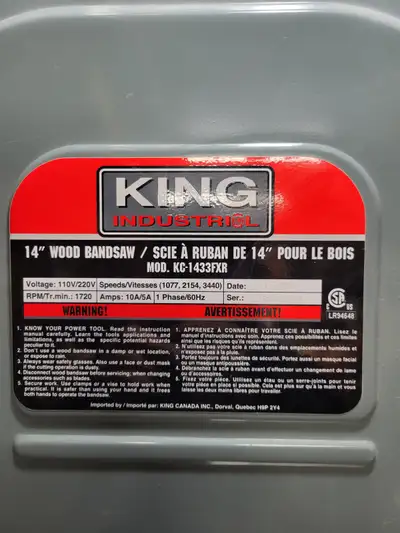 KING
INDUSTRIAL
14" WOOD BANDSAW / SCIE À RUBAN DE 14" POUR LE BOIS
MOD. KC-1433FXR
Voltage: 110V/220V Speeds/Vitesses (1077, 2154, 3440) Date:
RPM/Tr.min.: 1720 Amps: 10A/5A 1 Phase/60Hz Ser.:
C US
LR94648
WARNING! AVERTISSEMENT!
1. KNOW YOUR POWER TOOL. Read the instruction
manual carefully. Learn the tools applications and
limitations, as well as the specific potential hazards
peculiar to it.
2. Don't use a wood bandsaw in a damp or wet location,
or expose to rain.
3. Always wear safety glasses. Also use a face or dust mask
if the cutting operation is dusty.
4. Disconnect wood bandsaw before servicing; when changing
accessories such as blades.
5. Secure work. Use clamps or a vise to hold work when
practical. It is safer than using your hand and it frees
both hands to operate the bandsaw.
1. APPRENEZ À CONNAÎTRE VOTRE SCIE À RUBAN. Lisez le
manuel d'instructions avec soin. Apprenez ces possibilités et ces limites
ainsi que les risques qu'ils représentent.
2. N'utilisez pas votre scie à ruban dans des emplacements humides et
n'exposez pas à la pluie.
3. Portez toujours des lunettes de sécurité. Portez aussi un masque facial
ou un masque antipoussière.
4. Débranchez la scie à ruban avant d'effectuer un changement de lame
ou d'accessoires.
5. Fixez votre pièce. Utilisez un étau ou un serre-joints pour tenir
votre pièce si possible. Cela est plus sur qu'à la main et vous
laisse les deux mains libres pour travailler.
Imported by / Importé par: KING CANADA INC., Dorval, Quebec H9P 2Y4